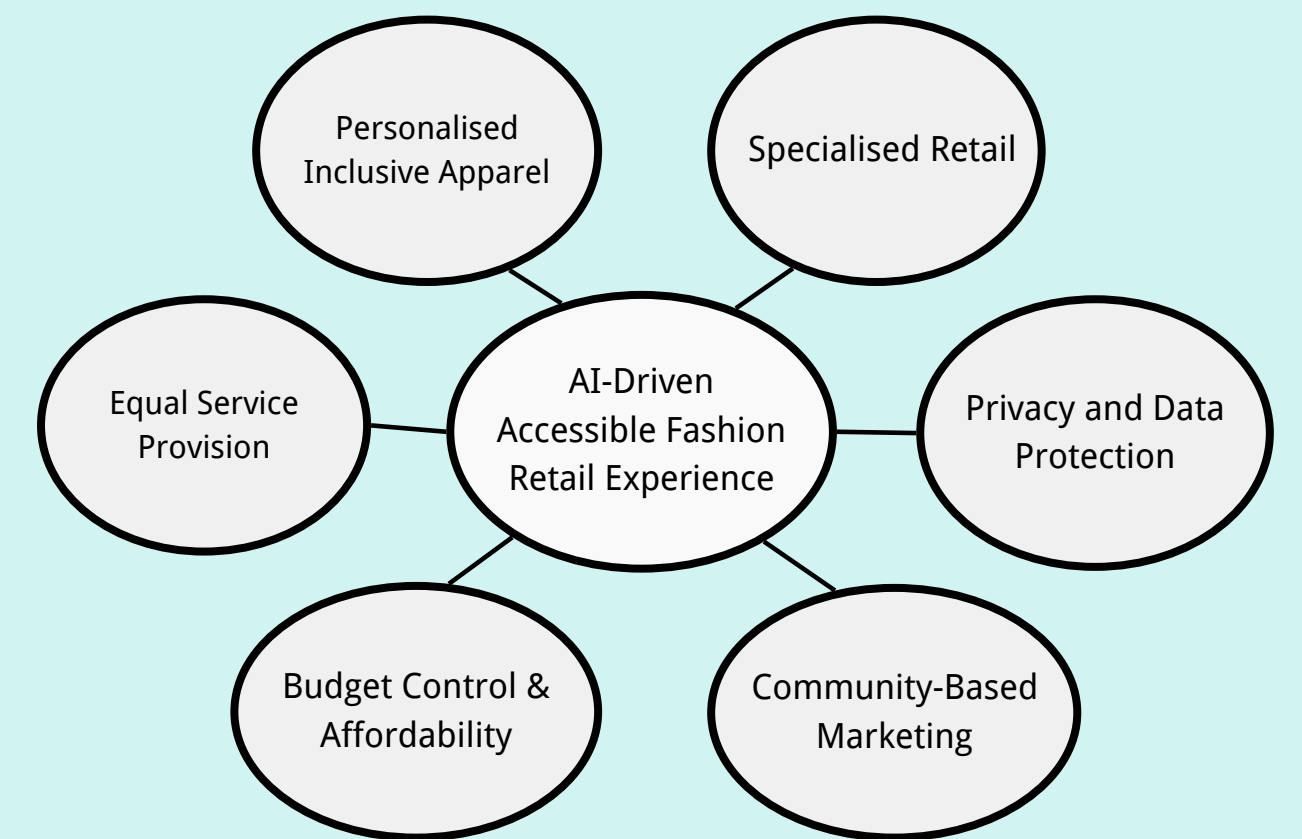 Personalised
Inclusive Apparel
Specialised Retail
Equal Service
Provision
AI-Driven
Accessible Fashion
Retail Experience
Privacy and Data
Protection
Budget Control &
Affordability
Community-Based
Marketing